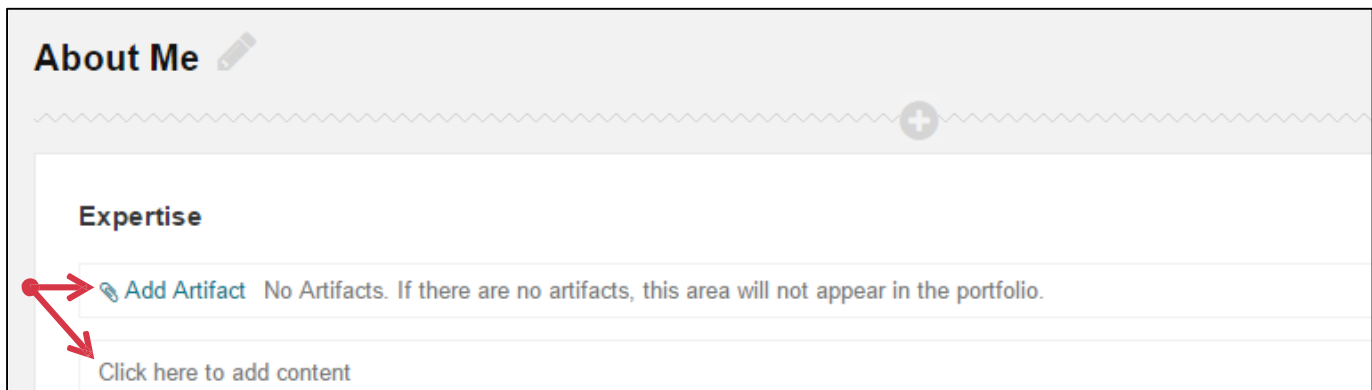 About Me
Expertise
Add Artifact No Artifacts. If there are no artifacts, this area will not appear in the portfolio.
Click here to add content